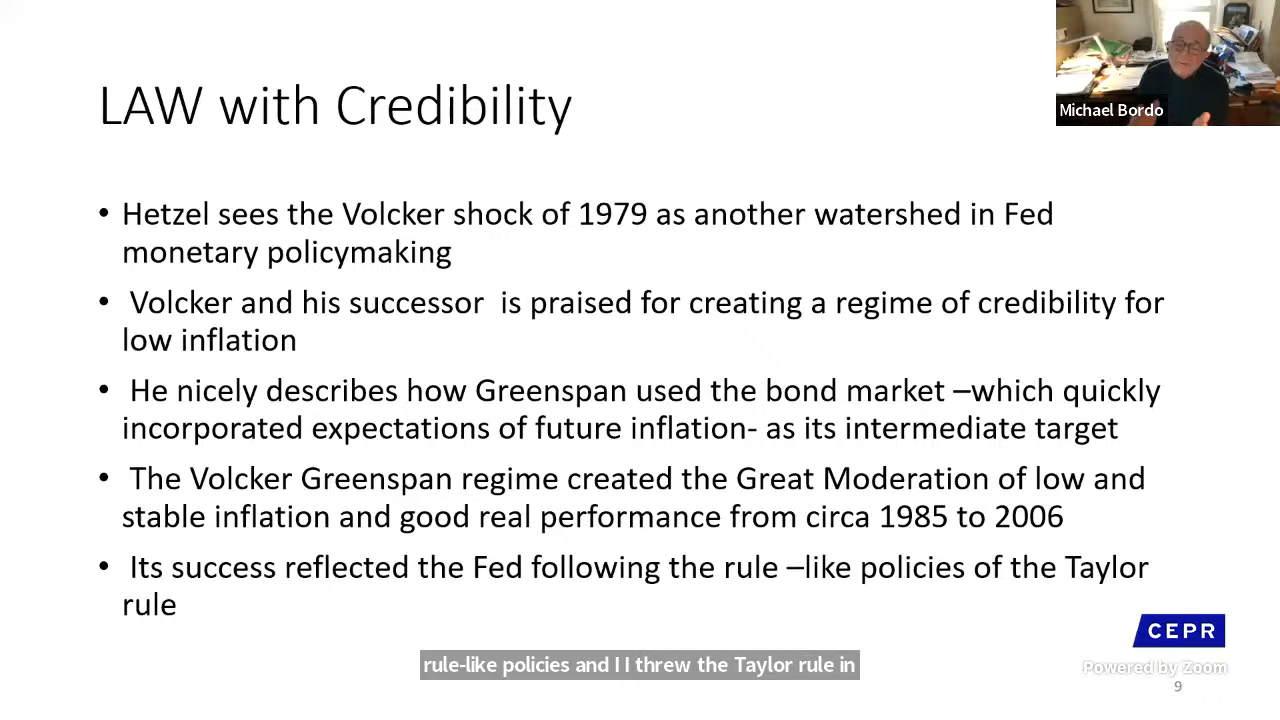 LAW with Credibility
Michael Bordo
• Hetzel sees the Volcker shock of 1979 as another watershed in Fed
monetary policymaking
• Volcker and his successor  is praised for creating a regime of credibility for
low inflation
• He nicely describes how Greenspan used the bond market –which quickly
incorporated expectations of future inflation- as its intermediate target
• The Volcker Greenspan regime created the Great Moderation of low and
stable inflation and good real performance from circa 1985 to 2006
• Its success reflected the Fed following the rule –like policies of the Taylor
rule
CEPR
rule-like policies and I I threw the Taylor rule in
Powered by Zoom
9